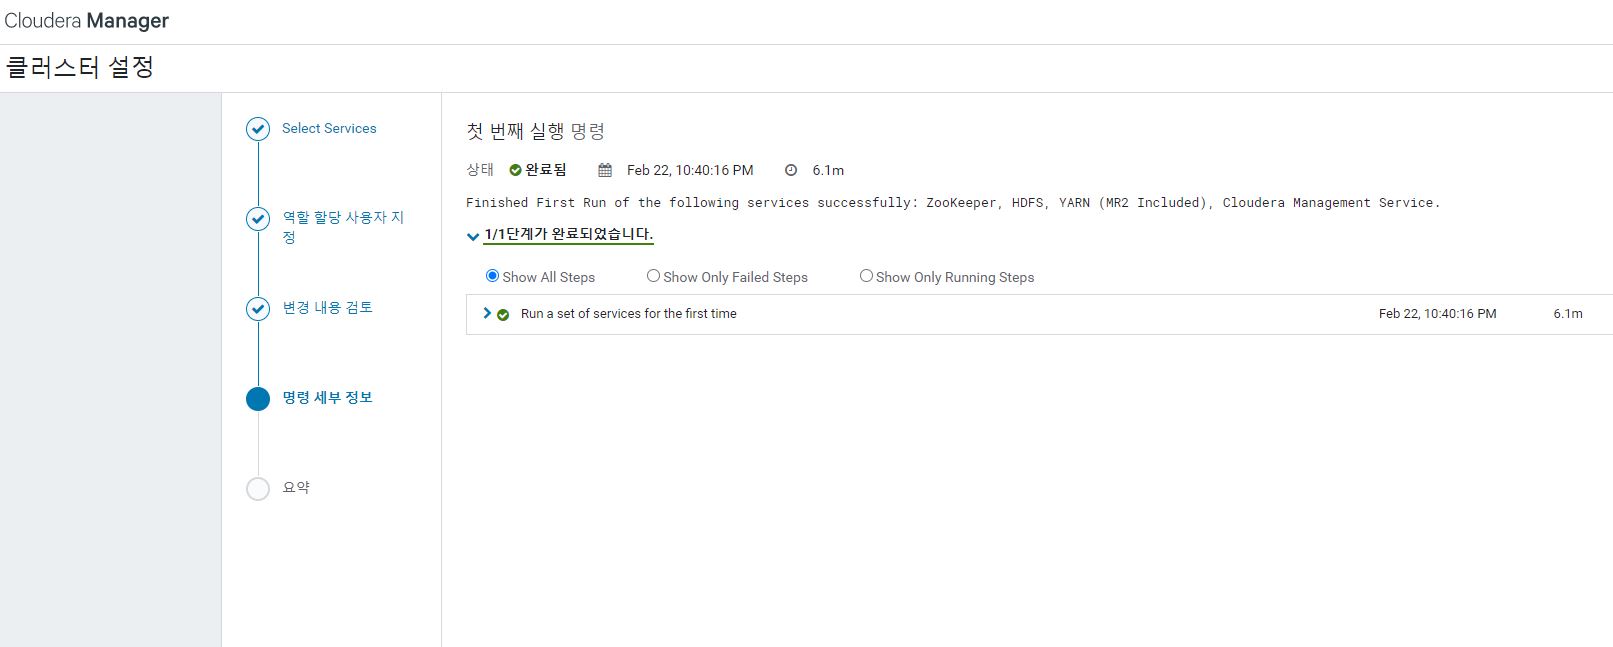 Cloudera Manager
클러스터 설정
Select Services
역할 할당 사용자 지
정
변경 내용 검토
명령 세부 정보
요약
첫 번째 실행 명령
상태 완료됨 Feb 22, 10:40:16 PM 6.1m
Finished First Run of the following services successfully: ZooKeeper, HDFS, YARN (MR2 Included), Cloudera Management Service.
1/1단계가 완료되었습니다.
Show All Steps Show Only Failed Steps Show Only Running Steps
Run a set of services for the first time Feb 22, 10:40:16 PM 6.1m